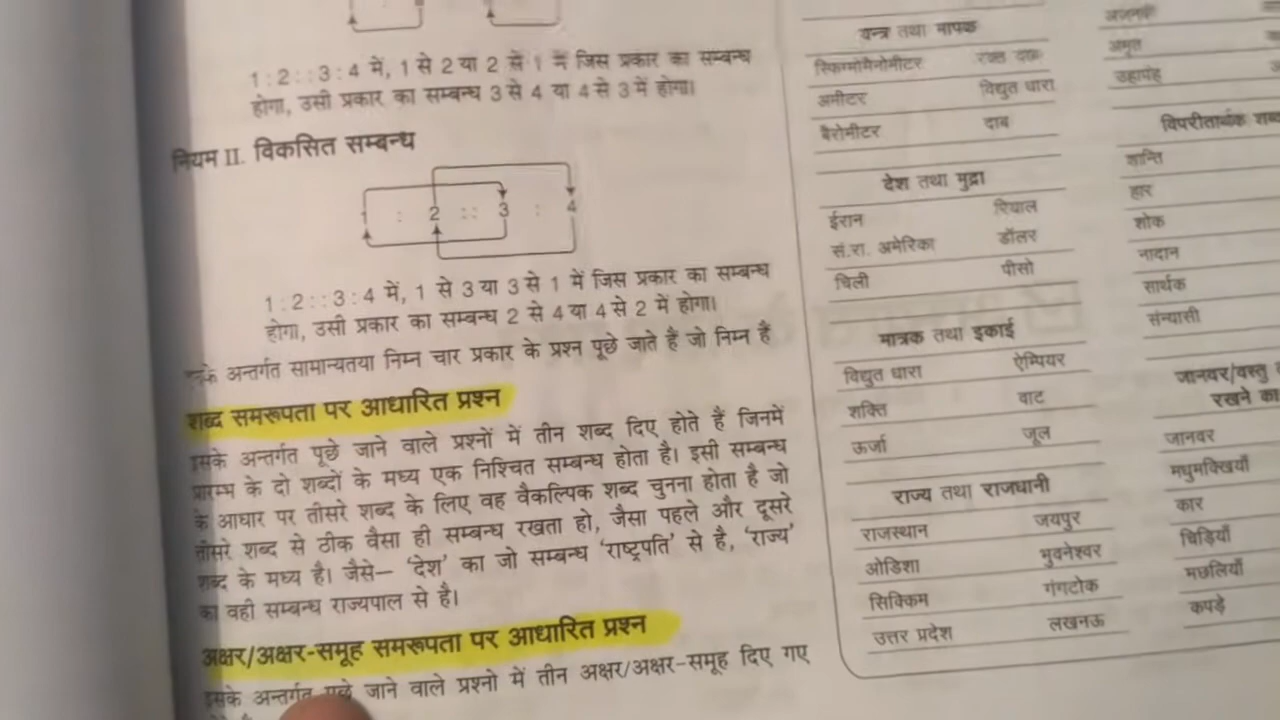 1 : 2 : : 3 : 4 में, 1 से 2 या 2 से 1 में जिस प्रकार का सम्बन्ध
होगा, उसी प्रकार का सम्बन्ध 3 से 4 या 4 से 3 में होगा।
नियम II. विकसित सम्बन्ध
1 : 2 : : 3 : 4
1 : 2 : : 3 : 4 में, 1 से 3 या 3 से 1 में जिस प्रकार का सम्बन्ध
होगा, उसी प्रकार का सम्बन्ध 2 से 4 या 4 से 2 में होगा।
अन्तर्गत सामान्यतया निम्न चार प्रकार के प्रश्न पूछे जाते हैं जो निम्न हैं
शब्द समरूपता पर आधारित प्रश्न
इसके अन्तर्गत पूछे जाने वाले प्रश्नों में तीन शब्द दिए होते हैं जिनमें
प्रारम्भ के दो शब्दों के मध्य एक निश्चित सम्बन्ध होता है। इसी सम्बन्ध
के आधार पर तीसरे शब्द के लिए वह वैकल्पिक शब्द चुनना होता है जो
तीसरे शब्द से ठीक वैसा ही सम्बन्ध रखता हो, जैसा पहले और दूसरे
शब्द के मध्य है। जैसे— ‘देश’ का जो सम्बन्ध ‘राष्ट्रपति’ से है, ‘राज्य’
का वही सम्बन्ध राज्यपाल से है।
अक्षर/अक्षर-समूह समरूपता पर आधारित प्रश्न
इसके अन्तर्गत पूछे जाने वाले प्रश्नो में तीन अक्षर/अक्षर-समूह दिए गए
यन्त्र तथा मापक
स्फिग्मोमैनोमीटर रक्त दाब
अमीटर विद्युत धारा
बैरोमीटर दाब
देश तथा मुद्रा
ईरान रियाल
सं.रा. अमेरिका डॉलर
चिली पीसो
मात्रक तथा इकाई
विद्युत धारा ऐम्पियर
शक्ति वाट
ऊर्जा जूल
राज्य तथा राजधानी
राजस्थान जयपुर
ओडिशा भुवनेश्वर
सिक्किम गंगटोक
उत्तर प्रदेश लखनऊ
अमृत
उहापोह
विपरीतार्थक शब्द
शान्ति
हार
शोक
नादान
सार्थक
संन्यासी
जानवर/वस्तु
रखने का
जानवर
मधुमक्खियाँ
कार
चिड़ियाँ
मछलियाँ
कपड़े